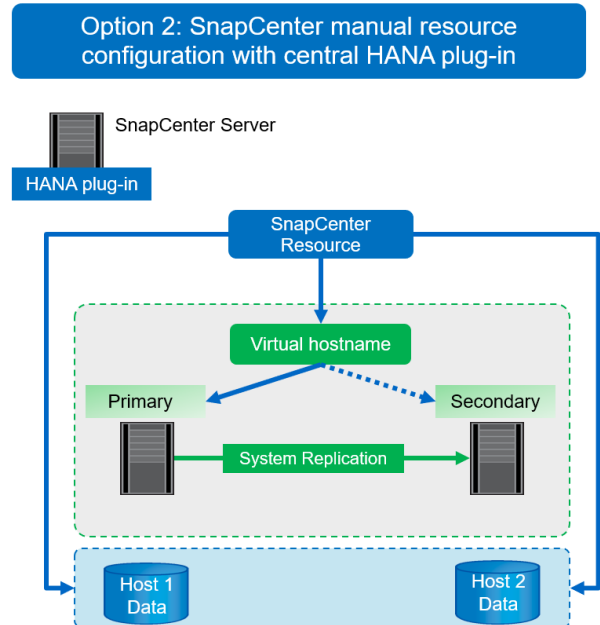 Option 2: SnapCenter manual resource
configuration with central HANA plug-in
SnapCenter Server
HANA plug-in
SnapCenter
Resource
Virtual hostname
Primary
Secondary
System Replication
Host 1
Data
Host 2
Data